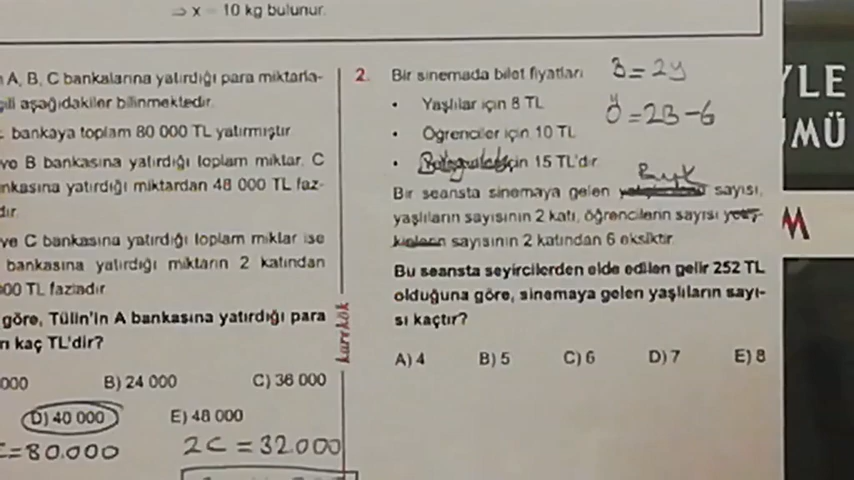 ⇒ x = 10 kg bulunur.
A, B, C bankalarına yatırdığı para miktarla-
gili aşağıdakiler bilinmektedir.
bankaya toplam 80 000 TL yatırmıştır.
ve B bankasına yatırdığı toplam miktar, C
nkasına yatırdığı miktardan 48 000 TL faz-
dır.
ve C bankasına yatırdığı toplam miktar ise
bankasına yatırdığı miktarın 2 katından
000 TL fazladır.
göre, Tülin'in A bankasına yatırdığı para
rı kaç TL'dir?
000 B) 24 000 C) 36 000
D) 40 000 E) 48 000
C=80.000 2C = 32.000
karekök
2. Bir sinemada bilet fiyatları
B = 2y
• Yaşlılar için 8 TL
Ö = 2B - 6
• Öğrenciler için 10 TL
• için 15 TL'dir.
Bir seansta sinemaya gelen sayısı,
yaşlıların sayısının 2 katı, öğrencilerin sayısı yetiş-
kinlerin sayısının 2 katından 6 eksiktir.
Bu seansta seyircilerden elde edilen gelir 252 TL
olduğuna göre, sinemaya gelen yaşlıların sayı-
sı kaçtır?
A) 4 B) 5 C) 6 D) 7 E) 8
YLE
MÜ
M